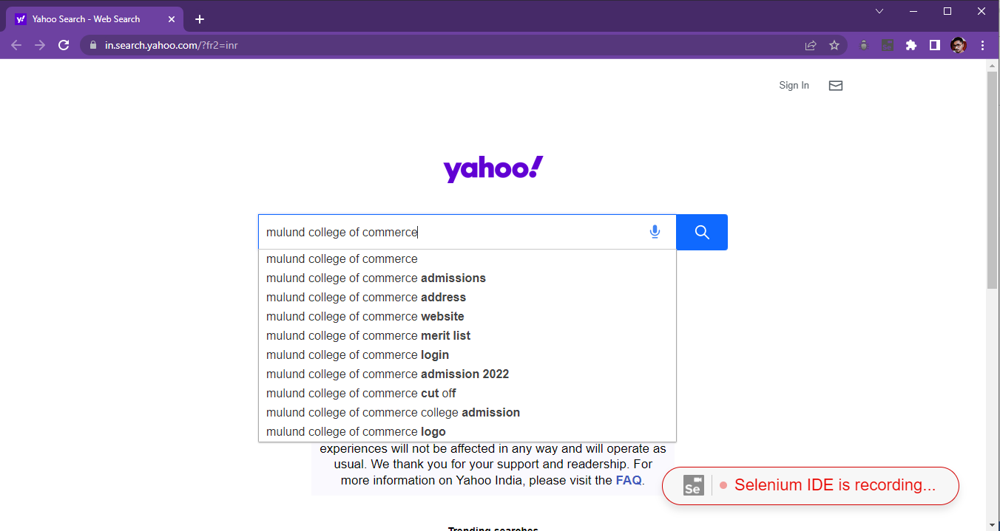 Yahoo Search - Web Search
in.search.yahoo.com/?fr2=inr
Sign In
yahoo!
mulund college of commerce
mulund college of commerce
mulund college of commerce admissions
mulund college of commerce address
mulund college of commerce website
mulund college of commerce merit list
mulund college of commerce login
mulund college of commerce admission 2022
mulund college of commerce cut off
mulund college of commerce college admission
mulund college of commerce logo
experiences will not be affected in any way and will operate as
usual. We thank you for your support and readership. For
more information on Yahoo India, please visit the FAQ.
Se
Selenium IDE is recording...
Trending searches